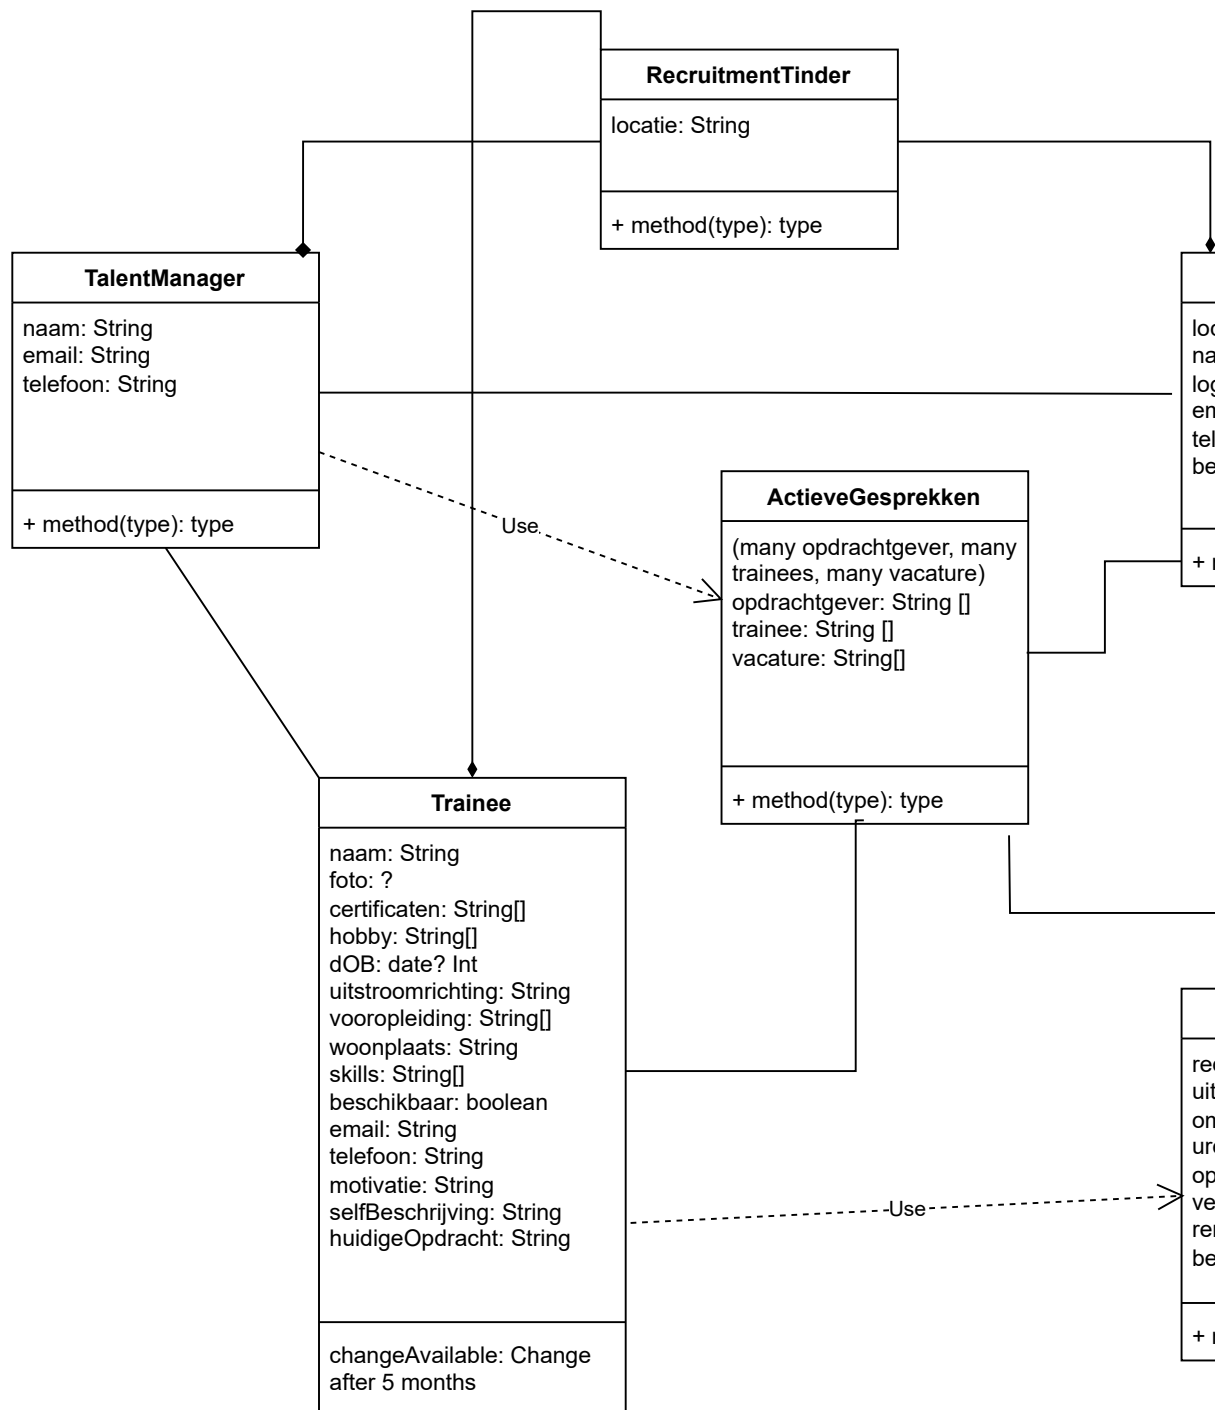 RecruitmentTinder
locatie: String
+ method(type): type
TalentManager
naam: String
email: String
telefoon: String
+ method(type): type
Use
ActieveGesprekken
(many opdrachtgever, many
trainees, many vacature)
opdrachtgever: String []
trainee: String []
vacature: String[]
+ method(type): type
Trainee
naam: String
foto: ?
certificaten: String[]
hobby: String[]
dOB: date? Int
uitstroomrichting: String
vooropleiding: String[]
woonplaats: String
skills: String[]
beschikbaar: boolean
email: String
telefoon: String
motivatie: String
selfBeschrijving: String
huidigeOpdracht: String
changeAvailable: Change
after 5 months
Use